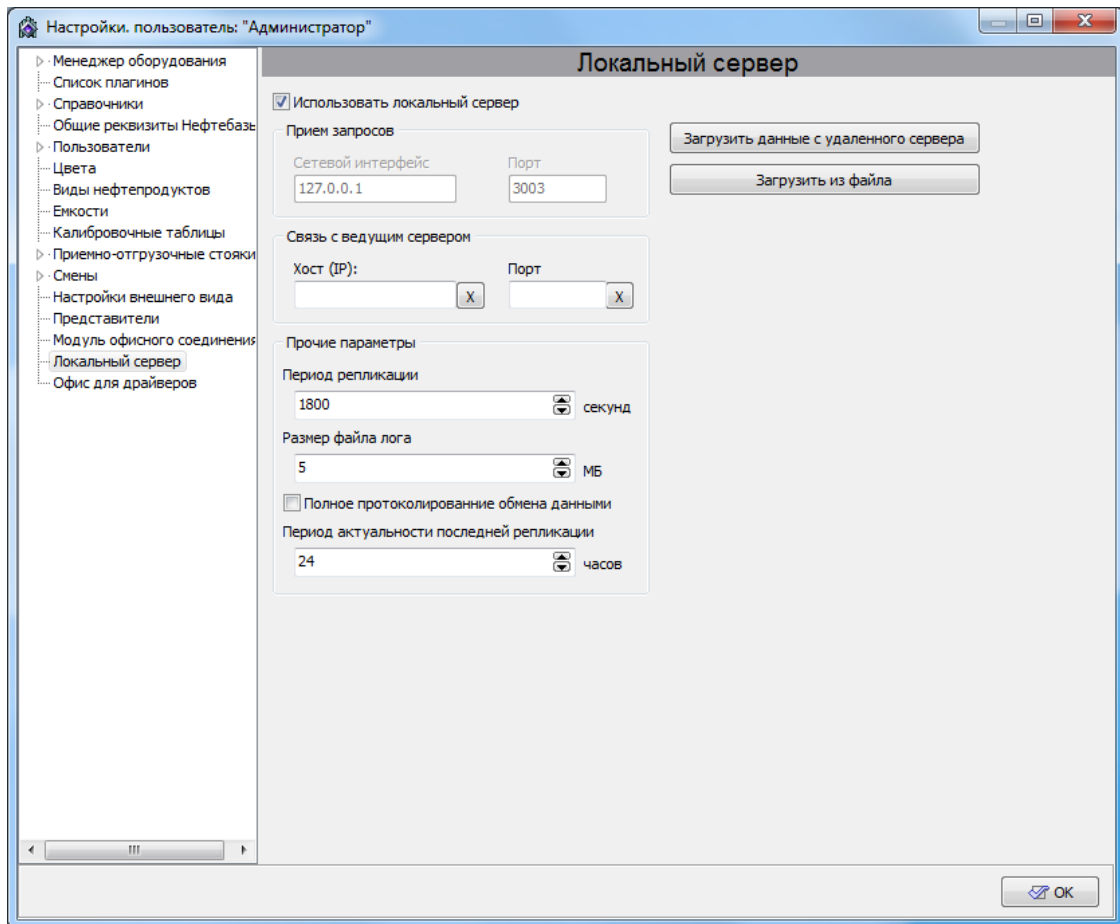 Настройки. пользователь: "Администратор"
Менеджер оборудования
Список плагинов
Справочники
Общие реквизиты Нефтебазь
Пользователи
Цвета
Виды нефтепродуктов
Емкости
Калибровочные таблицы
Приемно-отгрузочные стояки
Смены
Настройки внешнего вида
Представители
Модуль офисного соединения
Локальный сервер
Офис для драйверов
Локальный сервер
Использовать локальный сервер
Прием запросов
Сетевой интерфейс Порт
127.0.0.1 3003
Загрузить данные с удаленного сервера
Загрузить из файла
Связь с ведущим сервером
Хост (IP): Порт
X X
Прочие параметры
Период репликации
1800 секунд
Размер файла лога
5 МБ
Полное протоколированние обмена данными
Период актуальности последней репликации
24 часов
OK